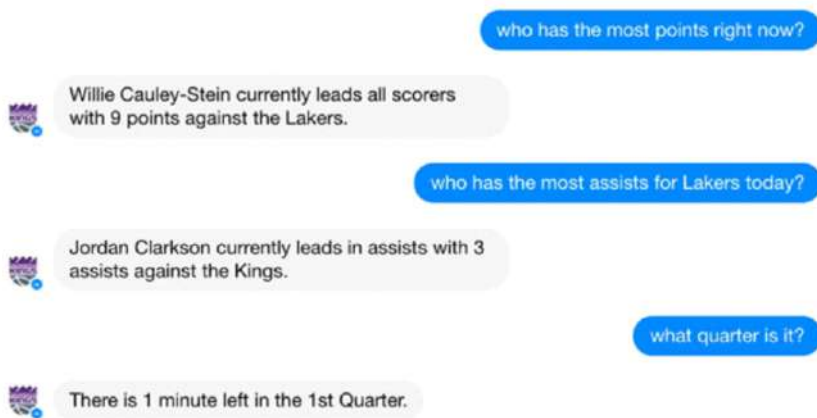 who has the most points right now?
Willie Cauley-Stein currently leads all scorers
with 9 points against the Lakers.
who has the most assists for Lakers today?
Jordan Clarkson currently leads in assists with 3
assists against the Kings.
what quarter is it?
There is 1 minute left in the 1st Quarter.